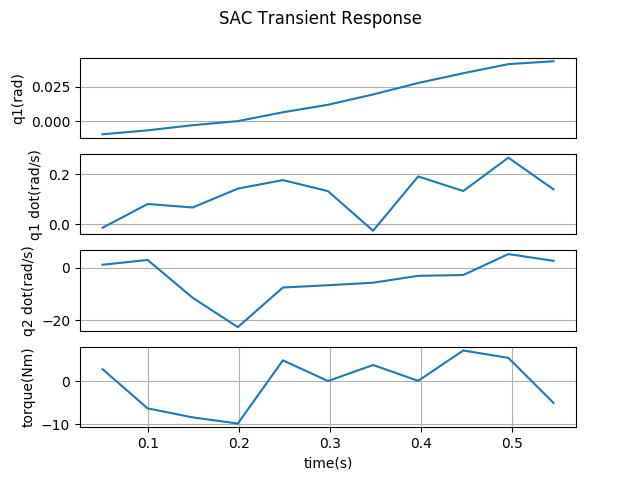 SAC Transient Response
q1(rad)
0.025
0.000
q1 dot(rad/s)
0.2
0.0
q2 dot(rad/s)
0
−20
torque(Nm)
0
−10
0.1 0.2 0.3 0.4 0.5
time(s)